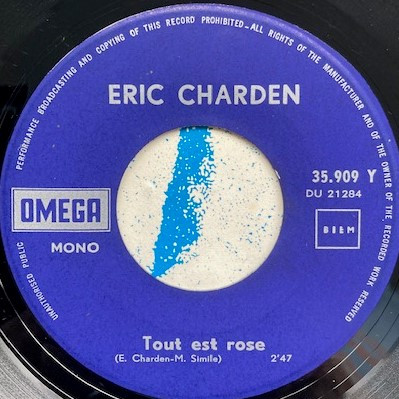 UNAUTHORISED PUBLIC PERFORMANCE BROADCASTING AND COPYING OF THIS RECORD PROHIBITED-ALL RIGHTS OF THE MANUFACTURER AND OF THE OWNER OF THE RECORDED WORK RESERVED
ERIC CHARDEN
35.909 Y
DU 21284
OMEGA
MONO
BIEM
Tout est rose
(E. Charden-M. Simile) 2'47